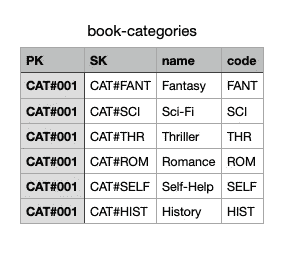 book-categories
PK SK name code
CAT#001 CAT#FANT Fantasy FANT
CAT#001 CAT#SCI Sci-Fi SCI
CAT#001 CAT#THR Thriller THR
CAT#001 CAT#ROM Romance ROM
CAT#001 CAT#SELF Self-Help SELF
CAT#001 CAT#HIST History HIST